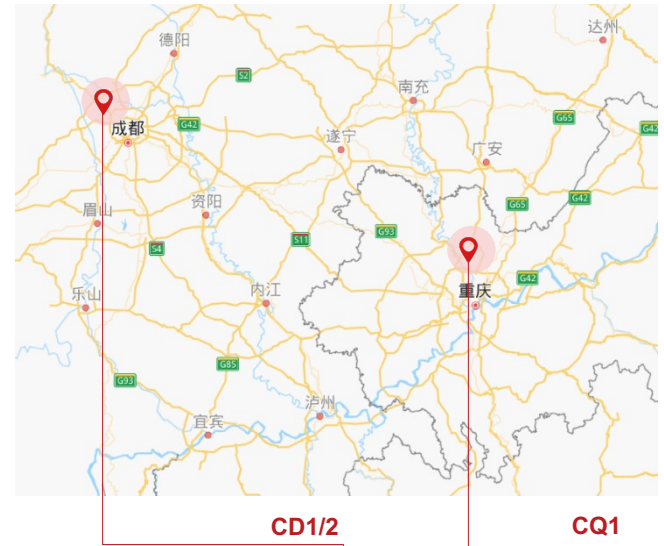 达州
德阳
S2
南充
G65
成都
G42
G42
遂宁
广安
资阳
G65
G42
眉山
G93
S11
S4
G42
乐山
内江
重庆
G85
G93
泸州
宜宾
CD1/2
CQ1